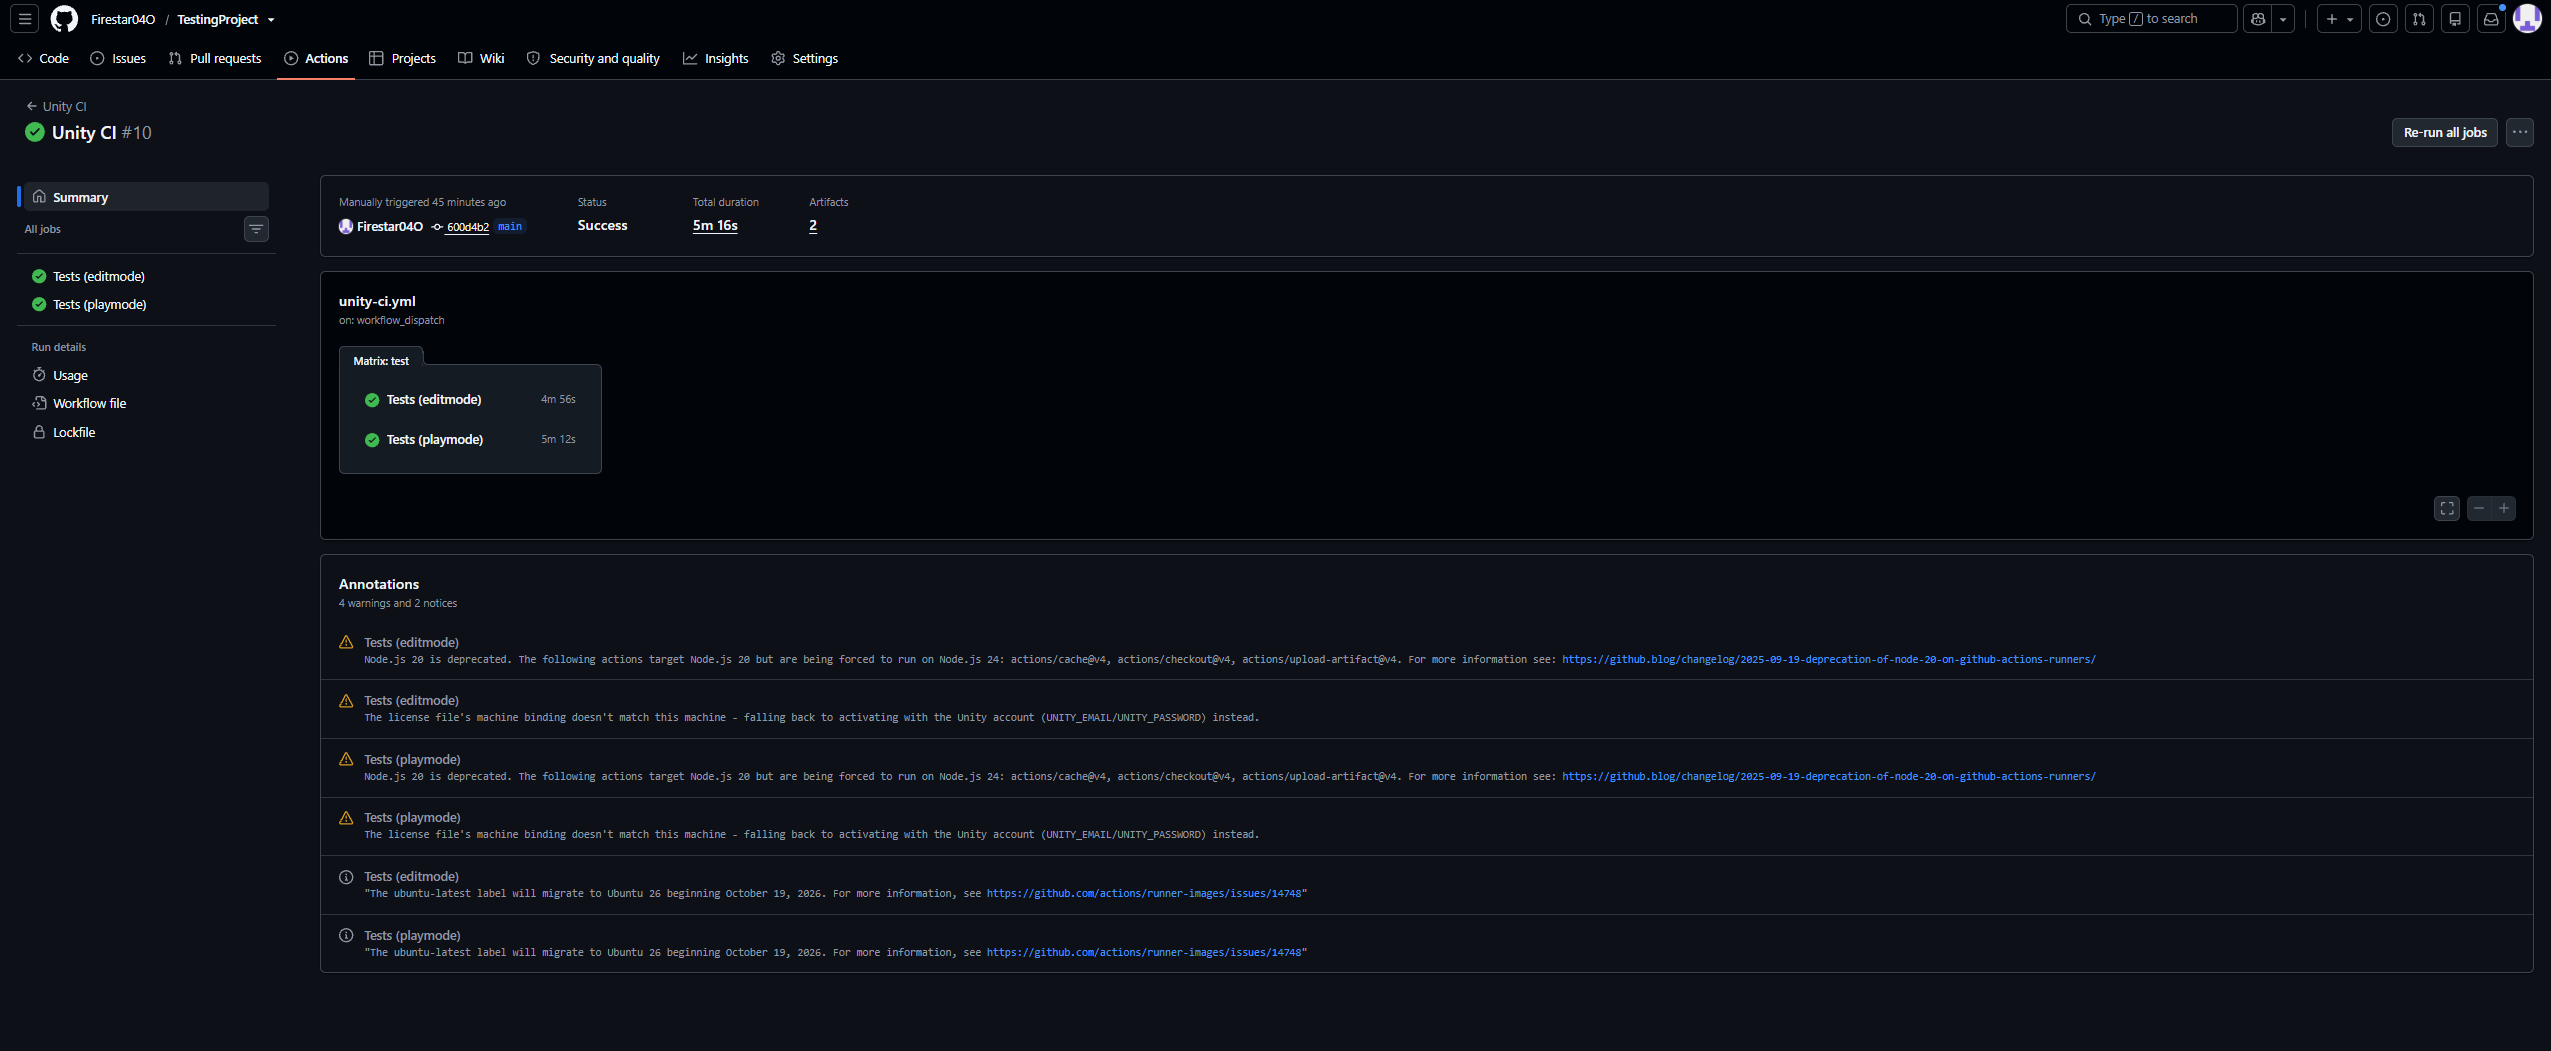 Firestar04O / TestingProject
Type / to search
Code Issues Pull requests Actions Projects Wiki Security and quality Insights Settings
Unity CI
Unity CI #10
Re-run all jobs
Summary
All jobs
Tests (editmode)
Tests (playmode)
Run details
Usage
Workflow file
Lockfile
Manually triggered 45 minutes ago
Firestar04O 600d4b2 main
Status
Success
Total duration
5m 16s
Artifacts
2
unity-ci.yml
on: workflow_dispatch
Matrix: test
Tests (editmode) 4m 56s
Tests (playmode) 5m 12s
Annotations
4 warnings and 2 notices
Tests (editmode)
Node.js 20 is deprecated. The following actions target Node.js 20 but are being forced to run on Node.js 24: actions/cache@v4, actions/checkout@v4, actions/upload-artifact@v4. For more information see: https://github.blog/changelog/2025-09-19-deprecation-of-node-20-on-github-actions-runners/
Tests (editmode)
The license file's machine binding doesn't match this machine - falling back to activating with the Unity account (UNITY_EMAIL/UNITY_PASSWORD) instead.
Tests (playmode)
Node.js 20 is deprecated. The following actions target Node.js 20 but are being forced to run on Node.js 24: actions/cache@v4, actions/checkout@v4, actions/upload-artifact@v4. For more information see: https://github.blog/changelog/2025-09-19-deprecation-of-node-20-on-github-actions-runners/
Tests (playmode)
The license file's machine binding doesn't match this machine - falling back to activating with the Unity account (UNITY_EMAIL/UNITY_PASSWORD) instead.
Tests (editmode)
"The ubuntu-latest label will migrate to Ubuntu 26 beginning October 19, 2026. For more information, see https://github.com/actions/runner-images/issues/14748"
Tests (playmode)
"The ubuntu-latest label will migrate to Ubuntu 26 beginning October 19, 2026. For more information, see https://github.com/actions/runner-images/issues/14748"